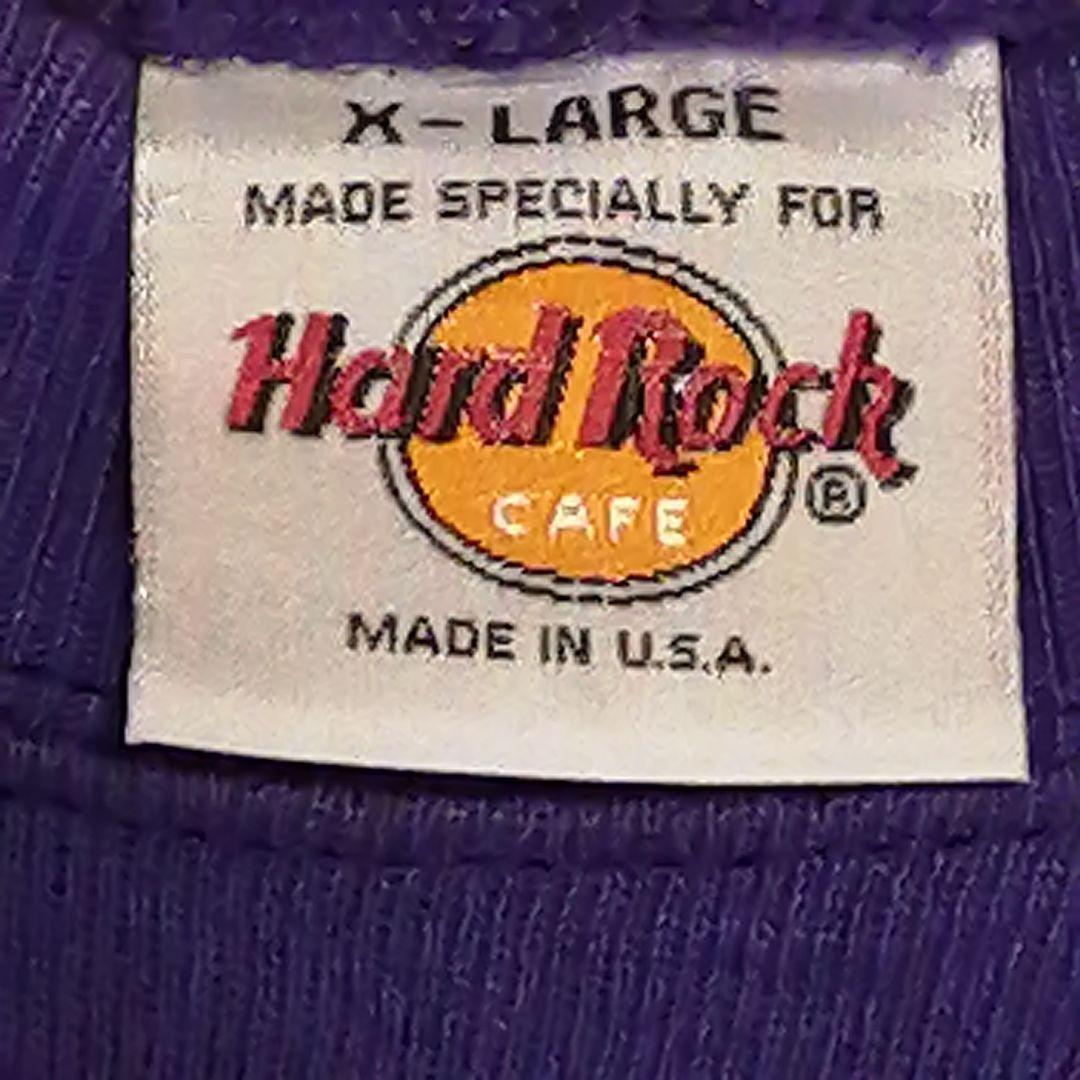 X-LARGE
MADE SPECIALLY FOR
Hard Rock
®
CAFE
MADE IN U.S.A.